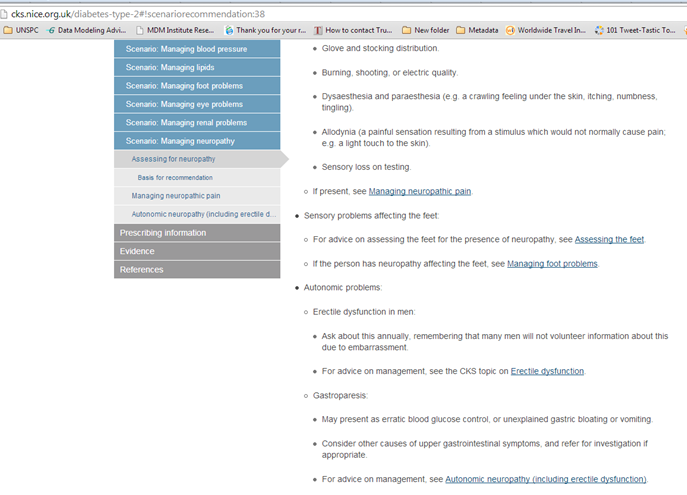 cks.nice.org.uk/diabetes-type-2#!scenariorecommendation:38
UNSPC
Data Modeling Advi...
MDM Institute Rese...
Thank you for your r...
How to contact Trus...
New folder
Metadata
Worldwide Travel In...
101 Tweet-Tastic To...
Scenario: Managing blood pressure
Scenario: Managing lipids
Scenario: Managing foot problems
Scenario: Managing eye problems
Scenario: Managing renal problems
Scenario: Managing neuropathy
Assessing for neuropathy
Basis for recommendation
Managing neuropathic pain
Autonomic neuropathy (including erectile d...
Prescribing information
Evidence
References
Glove and stocking distribution.
Burning, shooting, or electric quality.
Dysaesthesia and paraesthesia (e.g. a crawling feeling under the skin, itching, numbness,
tingling).
Allodynia (a painful sensation resulting from a stimulus which would not normally cause pain;
e.g. a light touch to the skin).
Sensory loss on testing.
If present, see Managing neuropathic pain.
Sensory problems affecting the feet:
For advice on assessing the feet for the presence of neuropathy, see Assessing the feet.
If the person has neuropathy affecting the feet, see Managing foot problems.
Autonomic problems:
Erectile dysfunction in men:
Ask about this annually, remembering that many men will not volunteer information about this
due to embarrassment.
For advice on management, see the CKS topic on Erectile dysfunction.
Gastroparesis:
May present as erratic blood glucose control, or unexplained gastric bloating or vomiting.
Consider other causes of upper gastrointestinal symptoms, and refer for investigation if
appropriate.
For advice on management, see Autonomic neuropathy (including erectile dysfunction).